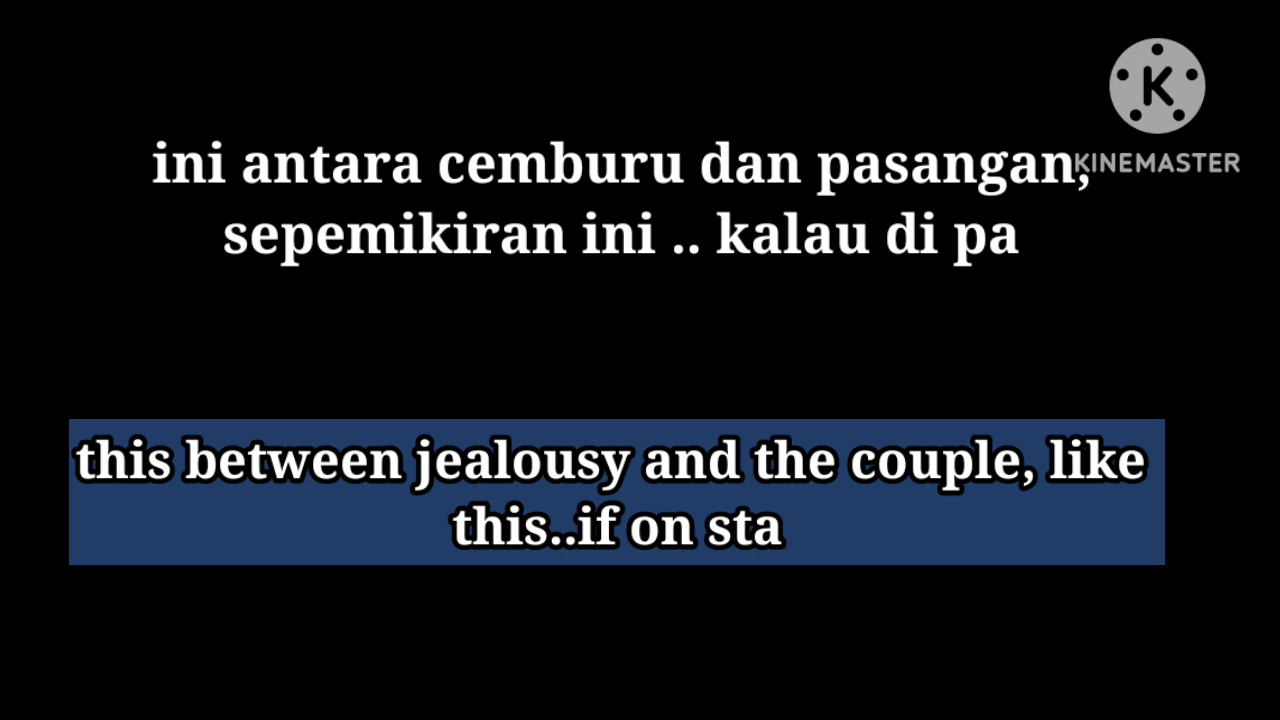 ini antara cemburu dan pasangan,
sepemikiran ini .. kalau di pa
K
KINEMASTER
this between jealousy and the couple, like
this..if on sta